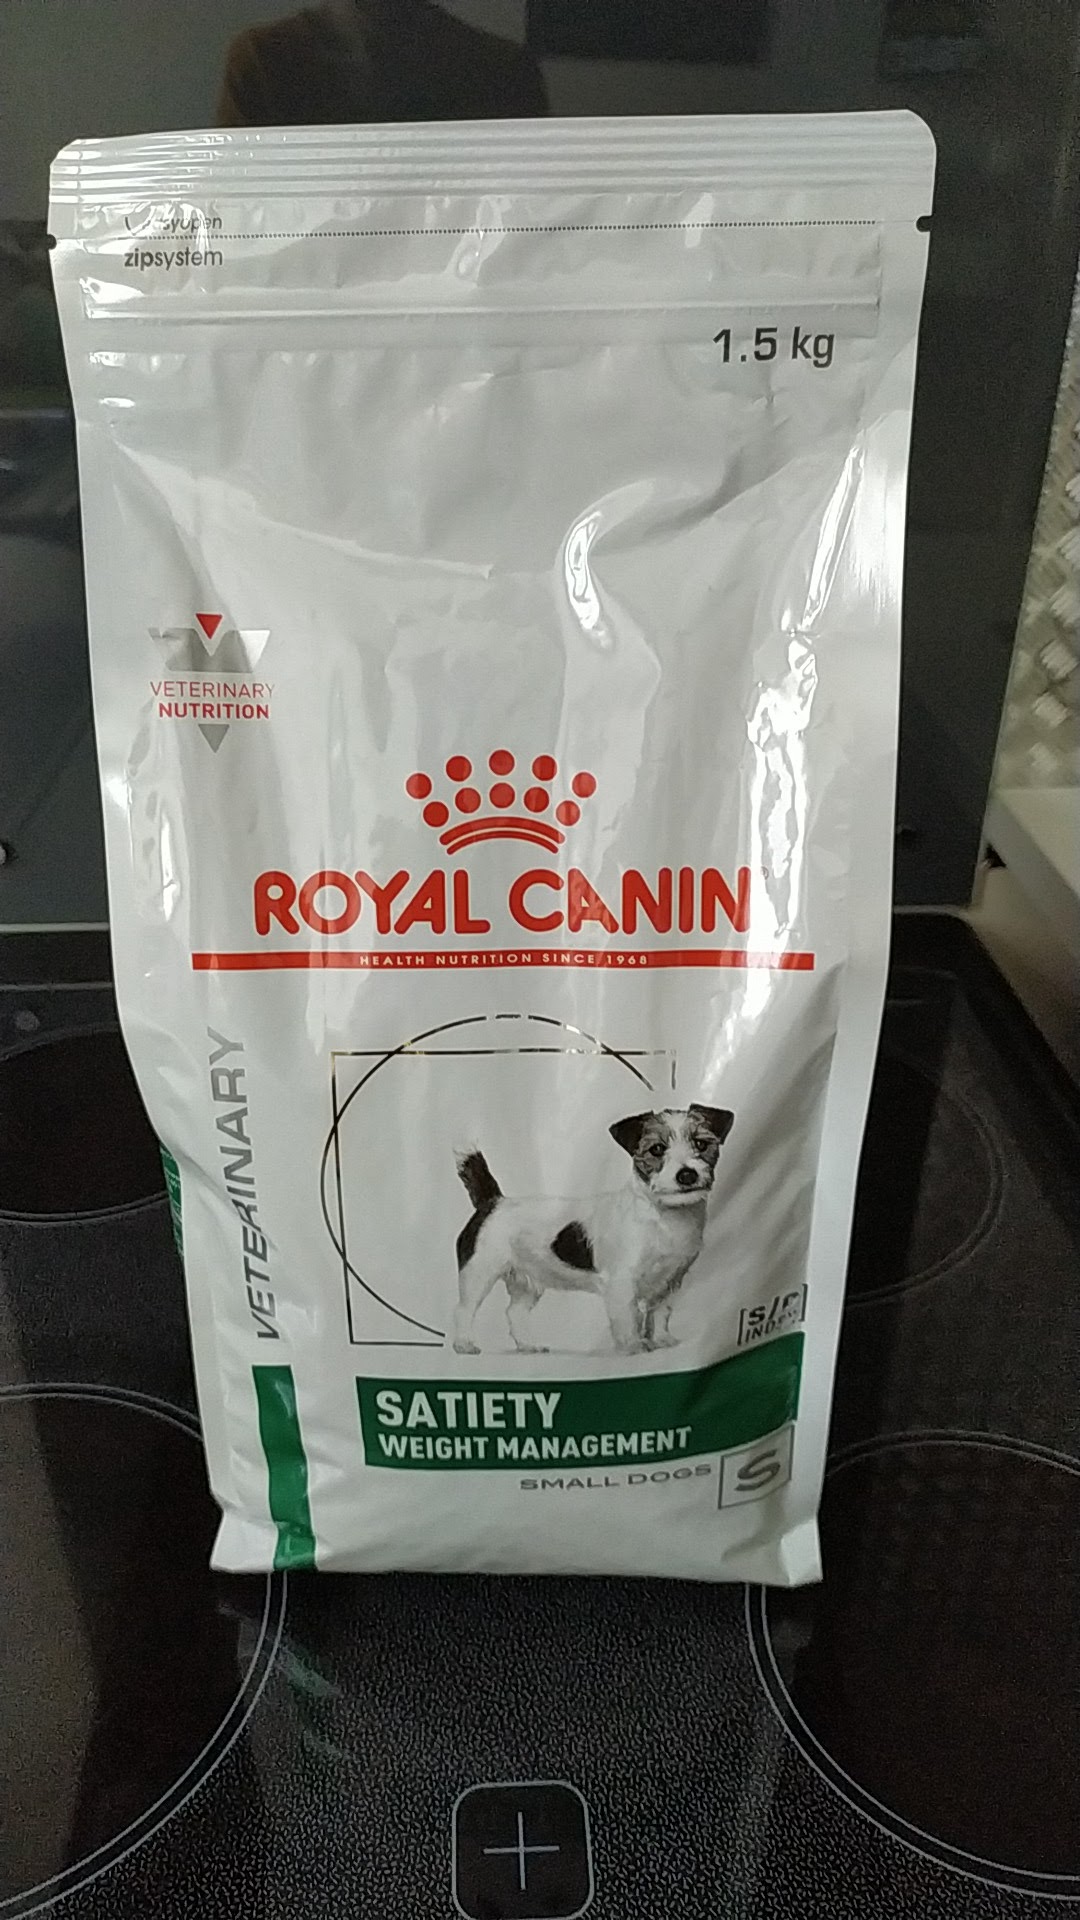 zipsystem
1.5 kg
VETERINARY
NUTRITION
ROYAL CANIN
HEALTH NUTRITION SINCE 1968
VETERINARY
SATIETY
WEIGHT MANAGEMENT
SMALL DOGS
S